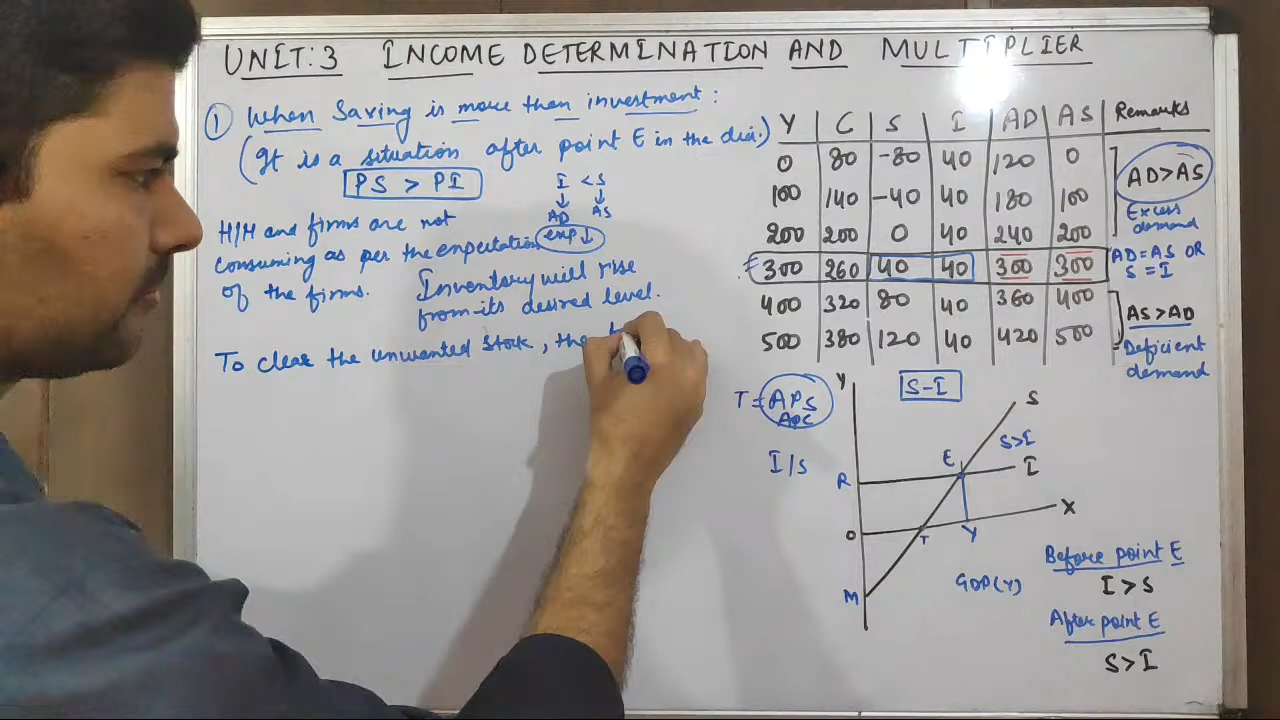 UNIT:3 INCOME DETERMINATION AND MULTIPLIER
① When Saving is more than investment :
(It is a situation after point E in the dia.)
PS > PI
I < S
AD AS
exp ↓
H/H and firms are not
consuming as per the enpectation
of the firms.
Inventory will rise
from its desired level.
To clear the unwanted stock, the
Y C S I AD AS Remarks
0 80 -80 40 120 0
100 140 -40 40 180 100
200 200 0 40 240 200
E 300 260 40 40 300 300
400 320 80 40 360 400
500 380 120 40 420 500
AD>AS
Excess
demand
AD=AS OR
S=I
AS>AD
Deficient
demand
T = APS
APC
I/S
S-I
Y
S
S>I
E
I
R
O
T
Y
X
M
GDP(Y)
Before point E
I > S
After point E
S > I